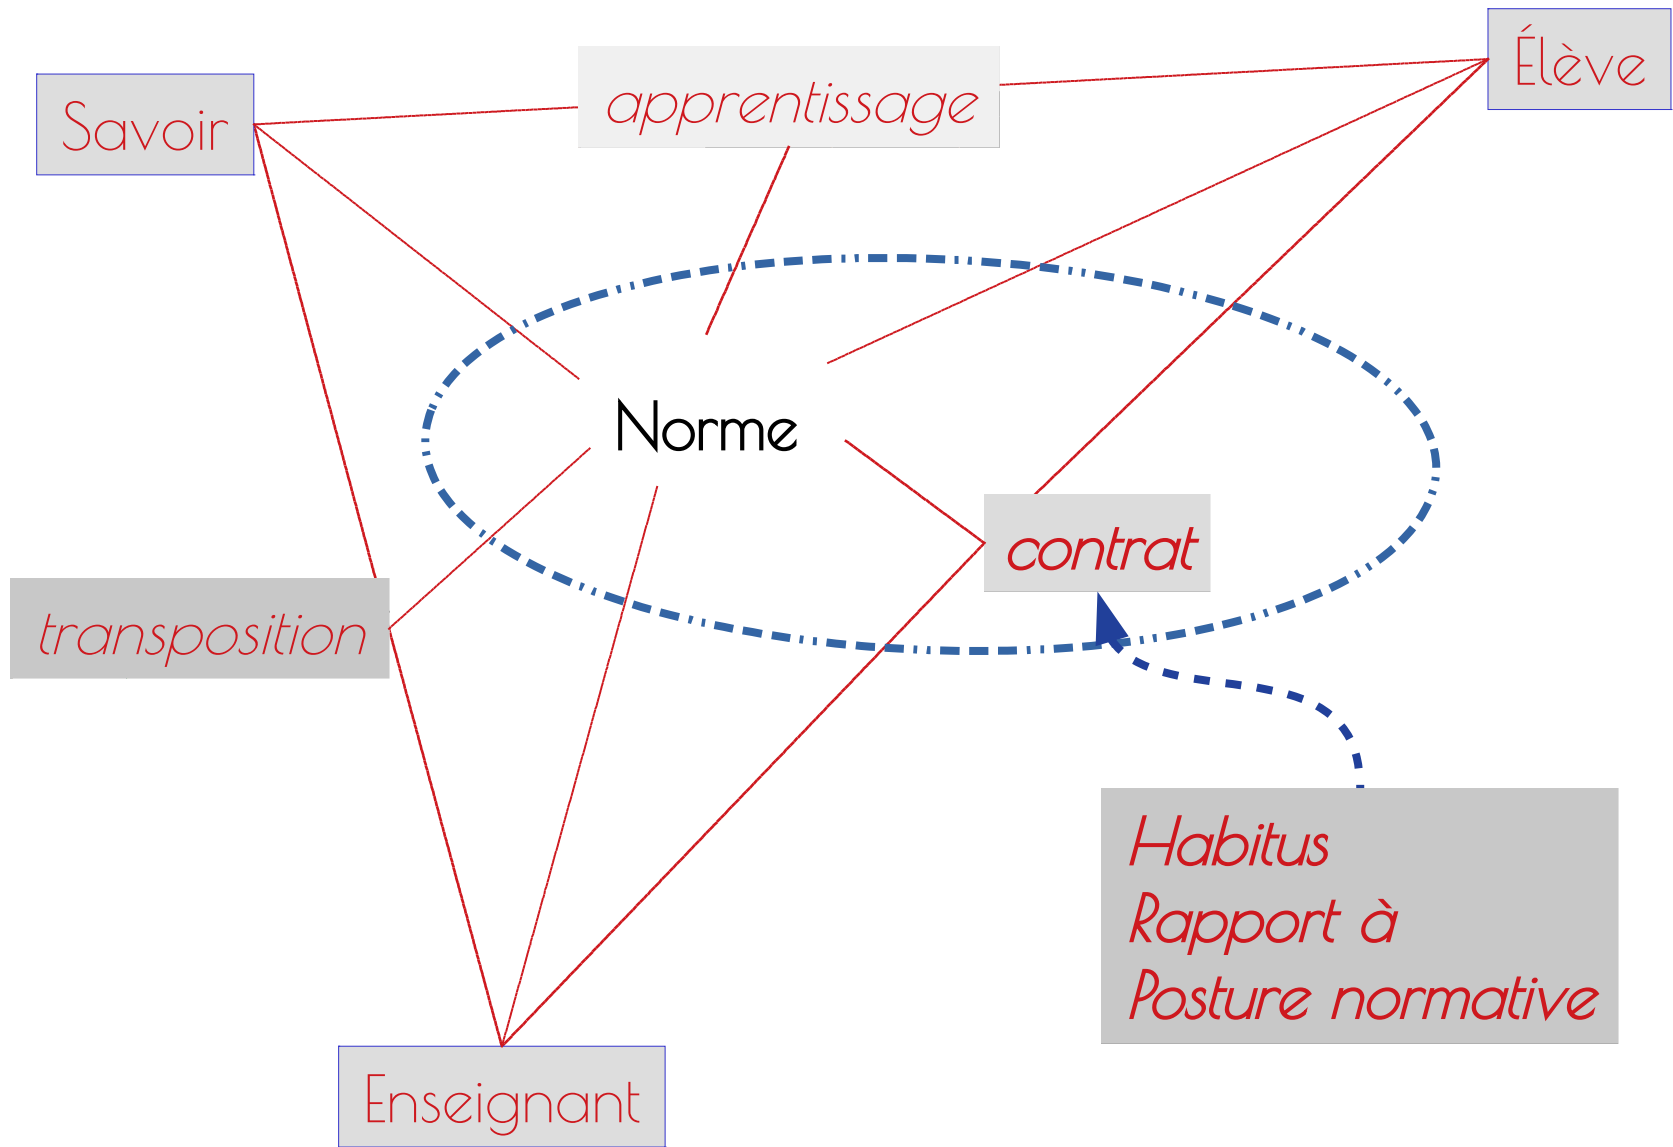 Élève
Savoir
apprentissage
Norme
contrat
transposition
Habitus
Rapport à
Posture normative
Enseignant